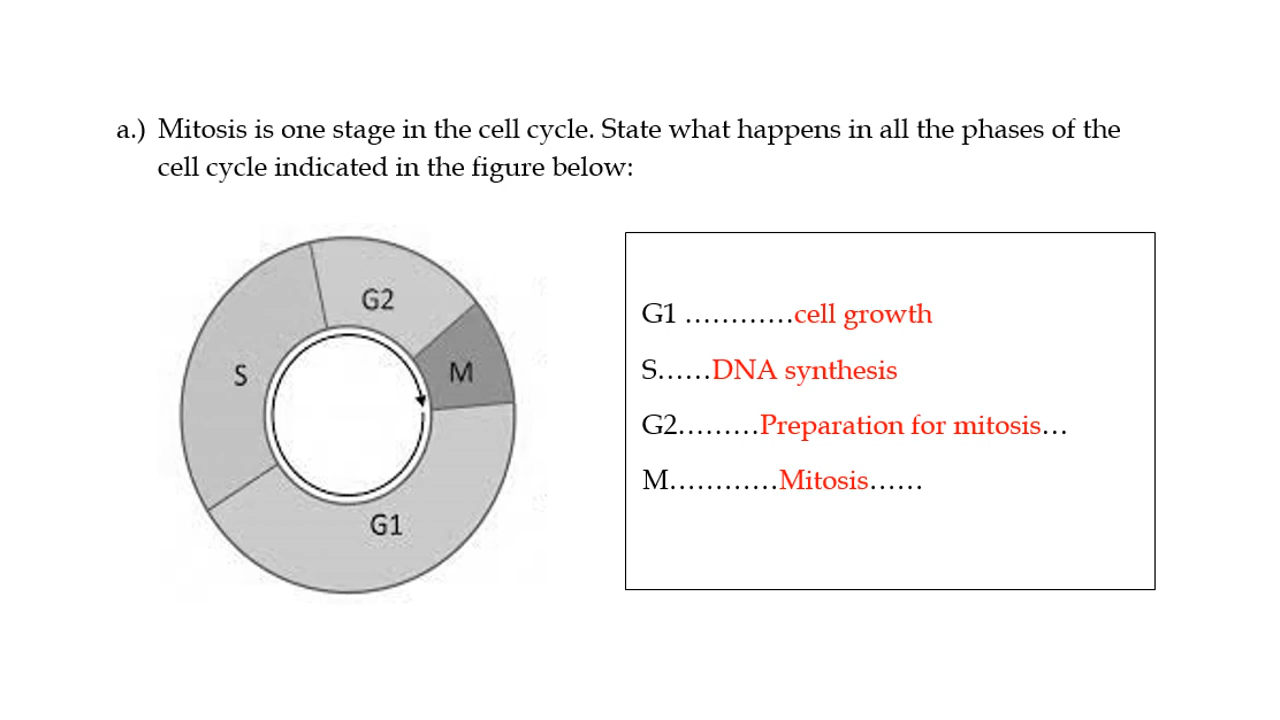 a.) Mitosis is one stage in the cell cycle. State what happens in all the phases of the
cell cycle indicated in the figure below:
G2
S
M
G1
G1 …………cell growth
S……DNA synthesis
G2………Preparation for mitosis…
M…………Mitosis……